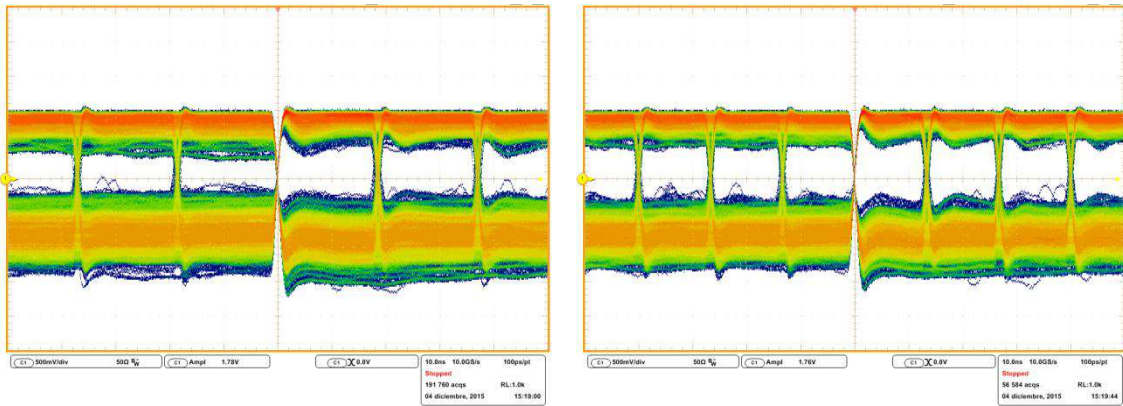 C1 500mV/div 50Ω BW C1 Ampl 1.78V C1 0.0V 10.0ns 10.0GS/s 100ps/pt
Stopped
191 760 acqs RL:1.0k
04 diciembre, 2015 15:19:00
C1 500mV/div 50Ω BW C1 Ampl 1.76V C1 0.0V 10.0ns 10.0GS/s 100ps/pt
Stopped
56 584 acqs RL:1.0k
04 diciembre, 2015 15:19:44